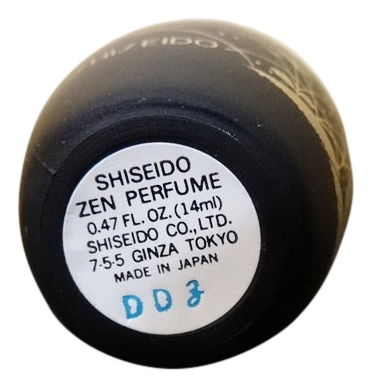 SHISEIDO
SHISEIDO
ZEN PERFUME
0.47 FL. OZ. (14ml)
SHISEIDO CO., LTD.
7-5-5 GINZA TOKYO
MADE IN JAPAN
DD3